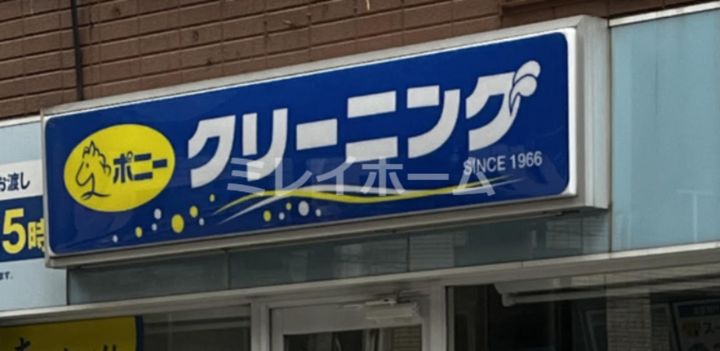 ポニー
クリーニング
SINCE 1966
ミレイホーム
お渡し
5時